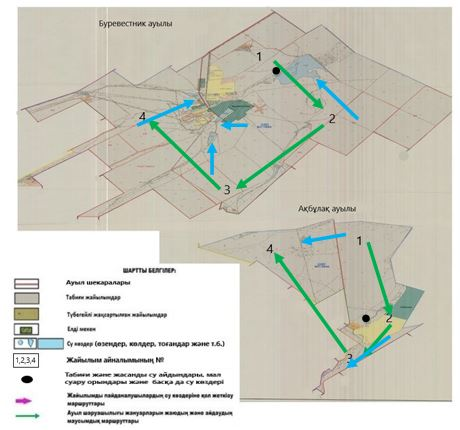 Буревестник ауылы
1
2
4
3
Ақбұлақ ауылы
1
4
2
3
ШАРТТЫ БЕЛГІЛЕР:
Ауыл шекаралары
Табиғи жайылымдар
Түбегейлі жақсартылған жайылымдар
Елді мекен
Су көздері (өзендер, көлдер, тоғандар және т.б.)
1,2,3,4 Жайылым айналымының №
Табиғи және жасанды су айдындары, мал
суару орындары және басқа да су көздері
Жайылымды пайдаланушылардың су көздеріне қол жеткізу
маршруттары
Ауыл шаруашылығы жануарларын жаюдың және айдаудың
маусымдық маршруттары